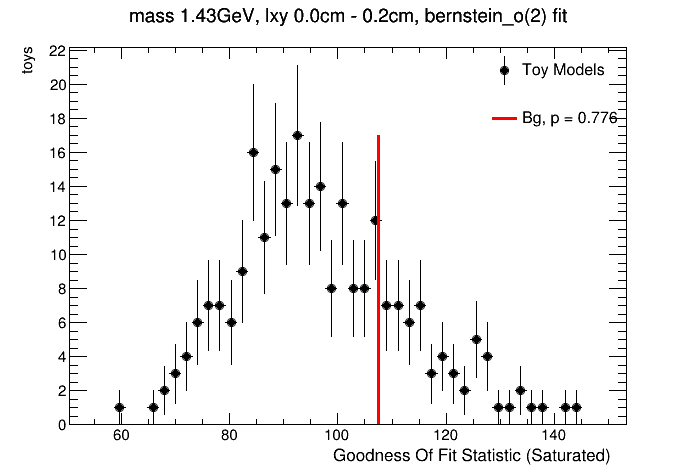 mass 1.43GeV, lxy 0.0cm - 0.2cm, bernstein_o(2) fit
toys
22
20
18
16
14
12
10
8
6
4
2
0
Toy Models
Bg, p = 0.776
60 80 100 120 140
Goodness Of Fit Statistic (Saturated)